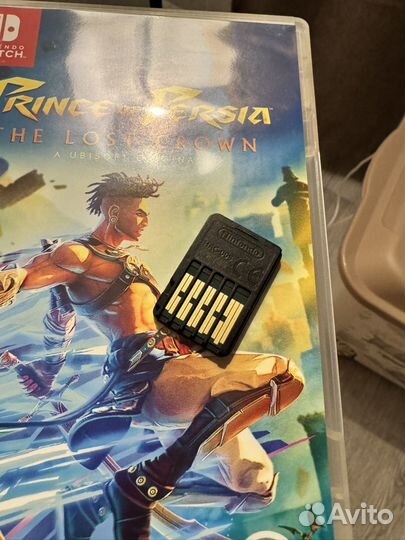 NINTENDO
SWITCH
PRINCE OF PERSIA
THE LOST CROWN
A UBISOFT ORIGINAL
Nintendo
Avito